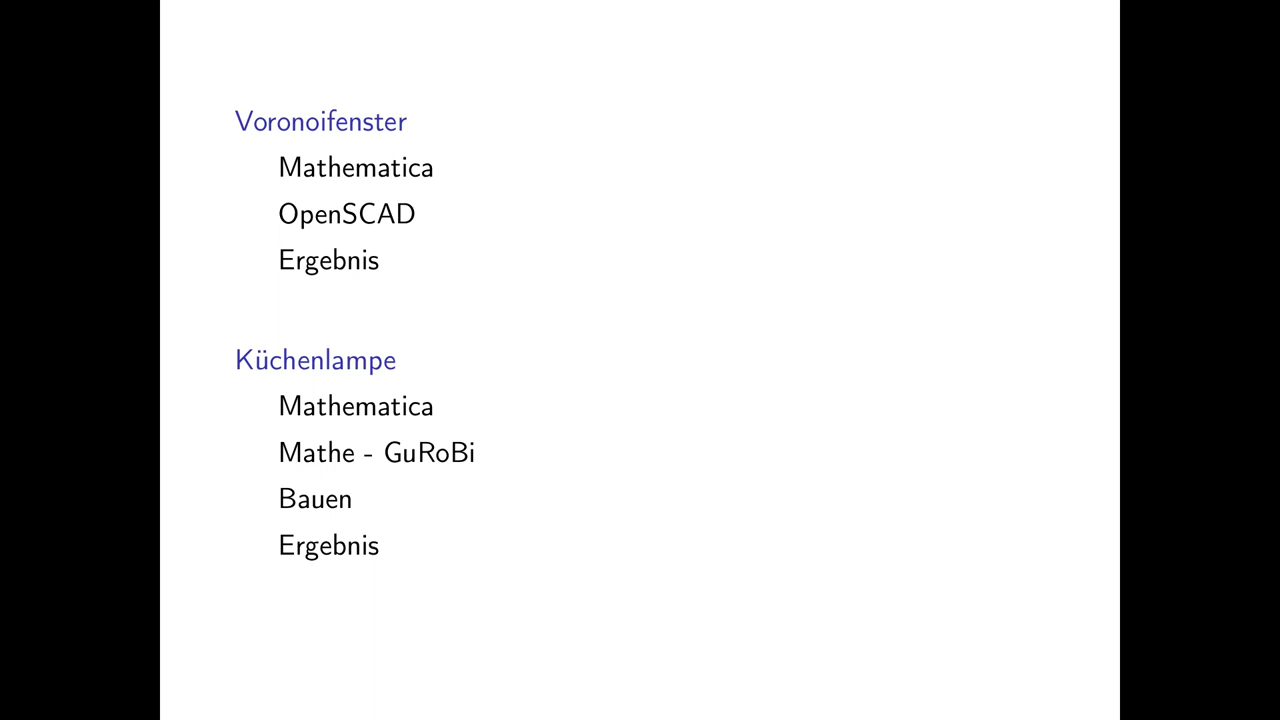 Voronoifenster
Mathematica
OpenSCAD
Ergebnis
Küchenlampe
Mathematica
Mathe - GuRoBi
Bauen
Ergebnis